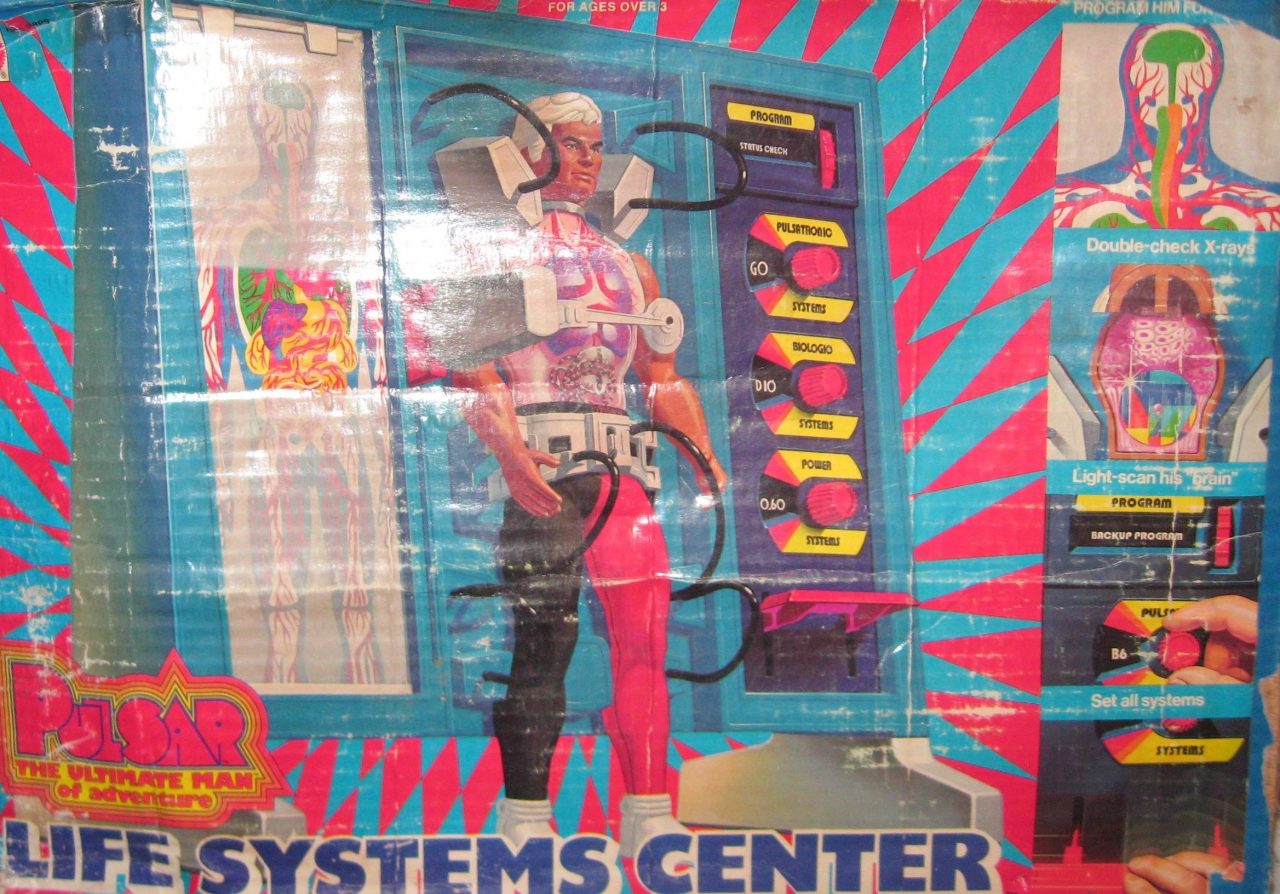 FOR AGES OVER 3
PROGRAM
STATUS CHECK
PULSATRONIC
GO
SYSTEMS
BIOLOGIC
D10
SYSTEMS
POWER
0.60
SYSTEMS
PULSAR
THE ULTIMATE MAN
of adventure
LIFE SYSTEMS CENTER
PROGRAM HIM
Double-check X-rays
Light-scan his "brain"
PROGRAM
BACKUP PROGRAM
B6
Set all systems
SYSTEMS